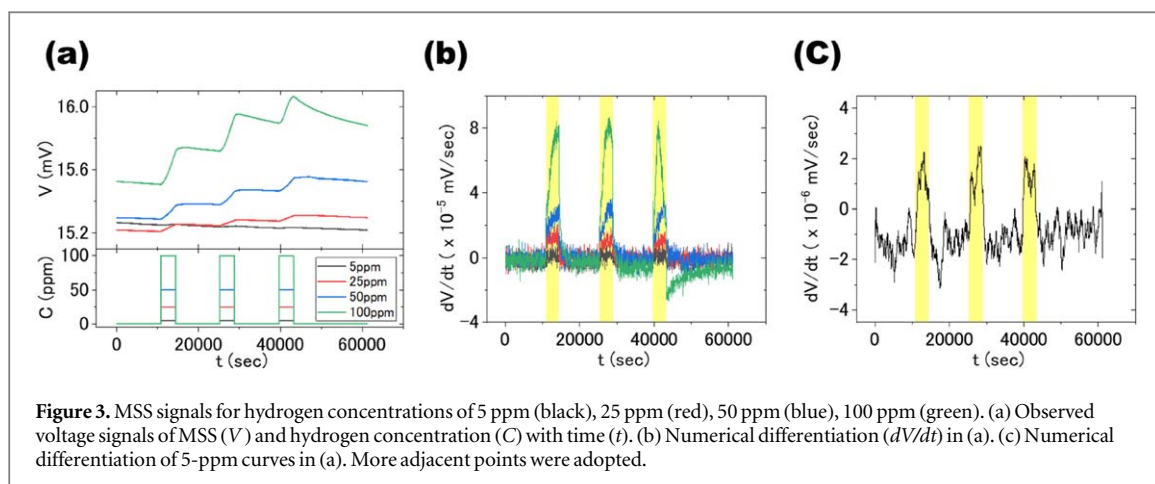 (a)
16.0
15.6
15.2
V (mV)
100
50
0
C (ppm)
5ppm
25ppm
50ppm
100ppm
0 20000 40000 60000
t (sec)
(b)
8
4
0
−4
dV/dt ( x 10⁻⁵ mV/sec)
0 20000 40000 60000
t (sec)
(C)
4
2
0
−2
−4
dV/dt ( x 10⁻⁶ mV/sec)
0 20000 40000 60000
t (sec)
Figure 3. MSS signals for hydrogen concentrations of 5 ppm (black), 25 ppm (red), 50 ppm (blue), 100 ppm (green). (a) Observed
voltage signals of MSS (V) and hydrogen concentration (C) with time (t). (b) Numerical differentiation (dV/dt) in (a). (c) Numerical
differentiation of 5-ppm curves in (a). More adjacent points were adopted.